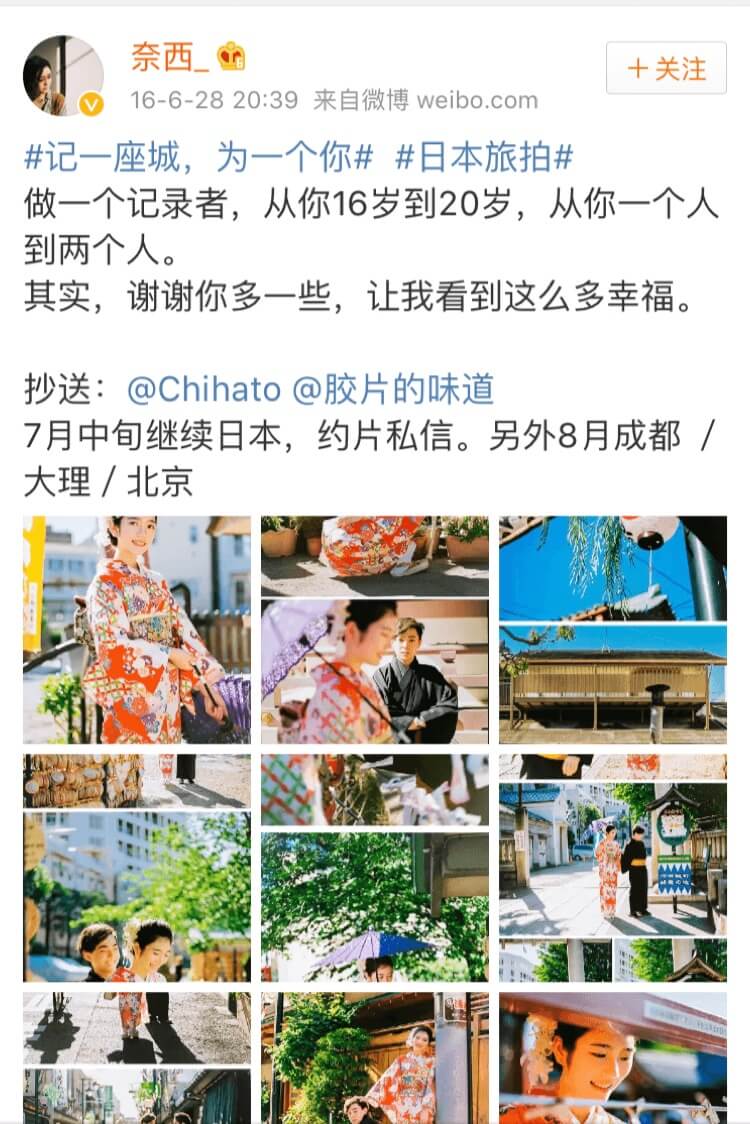 奈西_
+关注
16-6-28 20:39 来自微博 weibo.com
#记一座城，为一个你# #日本旅拍#
做一个记录者，从你16岁到20岁，从你一个人
到两个人。
其实，谢谢你多一些，让我看到这么多幸福。
抄送：@Chihato @胶片的味道
7月中旬继续日本，约片私信。另外8月成都 /
大理 / 北京